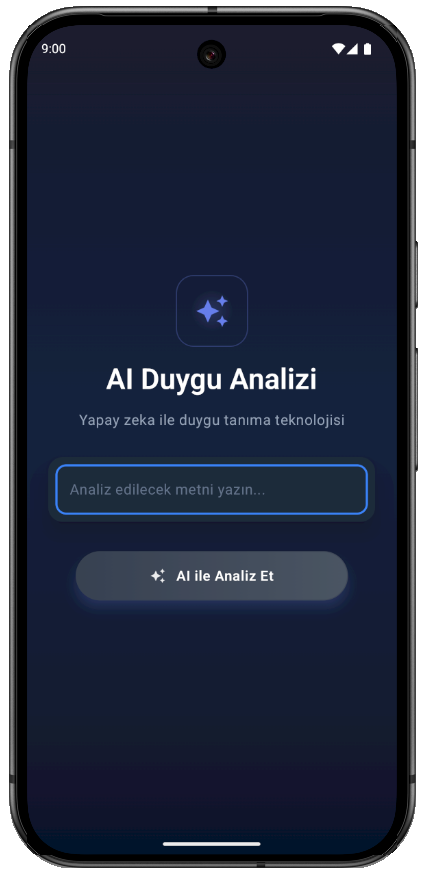 9:00
AI Duygu Analizi
Yapay zeka ile duygu tanıma teknolojisi
Analiz edilecek metni yazın...
AI ile Analiz Et